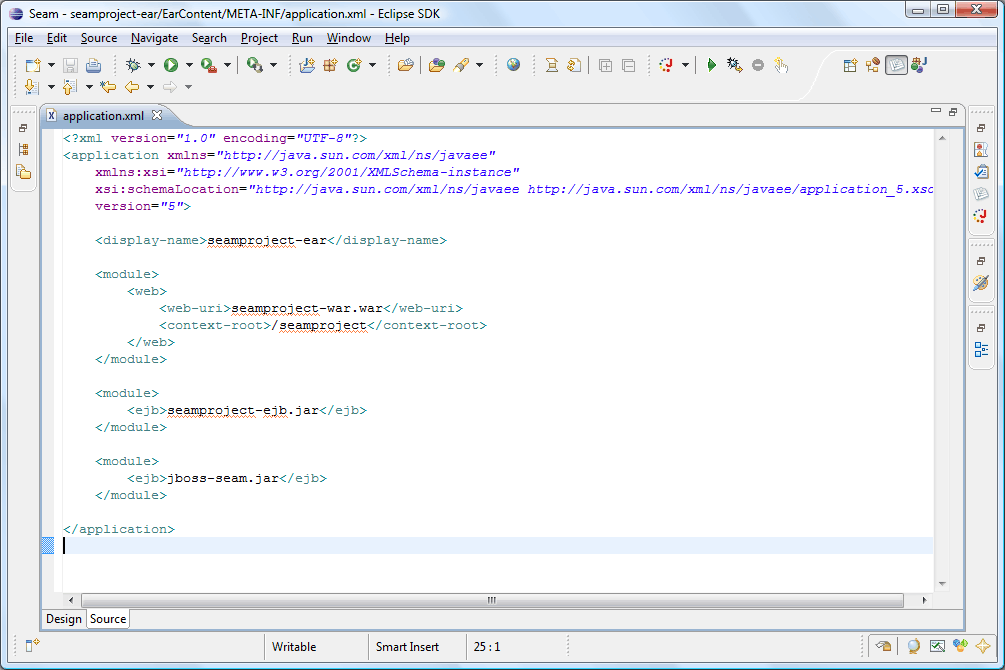 Seam - seamproject-ear/EarContent/META-INF/application.xml - Eclipse SDK
File Edit Source Navigate Search Project Run Window Help
application.xml
<?xml version="1.0" encoding="UTF-8"?>
<application xmlns="http://java.sun.com/xml/ns/javaee"
    xmlns:xsi="http://www.w3.org/2001/XMLSchema-instance"
    xsi:schemaLocation="http://java.sun.com/xml/ns/javaee http://java.sun.com/xml/ns/javaee/application_5.xsd
    version="5">
    <display-name>seamproject-ear</display-name>
    <module>
        <web>
            <web-uri>seamproject-war.war</web-uri>
            <context-root>/seamproject</context-root>
        </web>
    </module>
    <module>
        <ejb>seamproject-ejb.jar</ejb>
    </module>
    <module>
        <ejb>jboss-seam.jar</ejb>
    </module>
</application>
Design Source
Writable Smart Insert 25 : 1